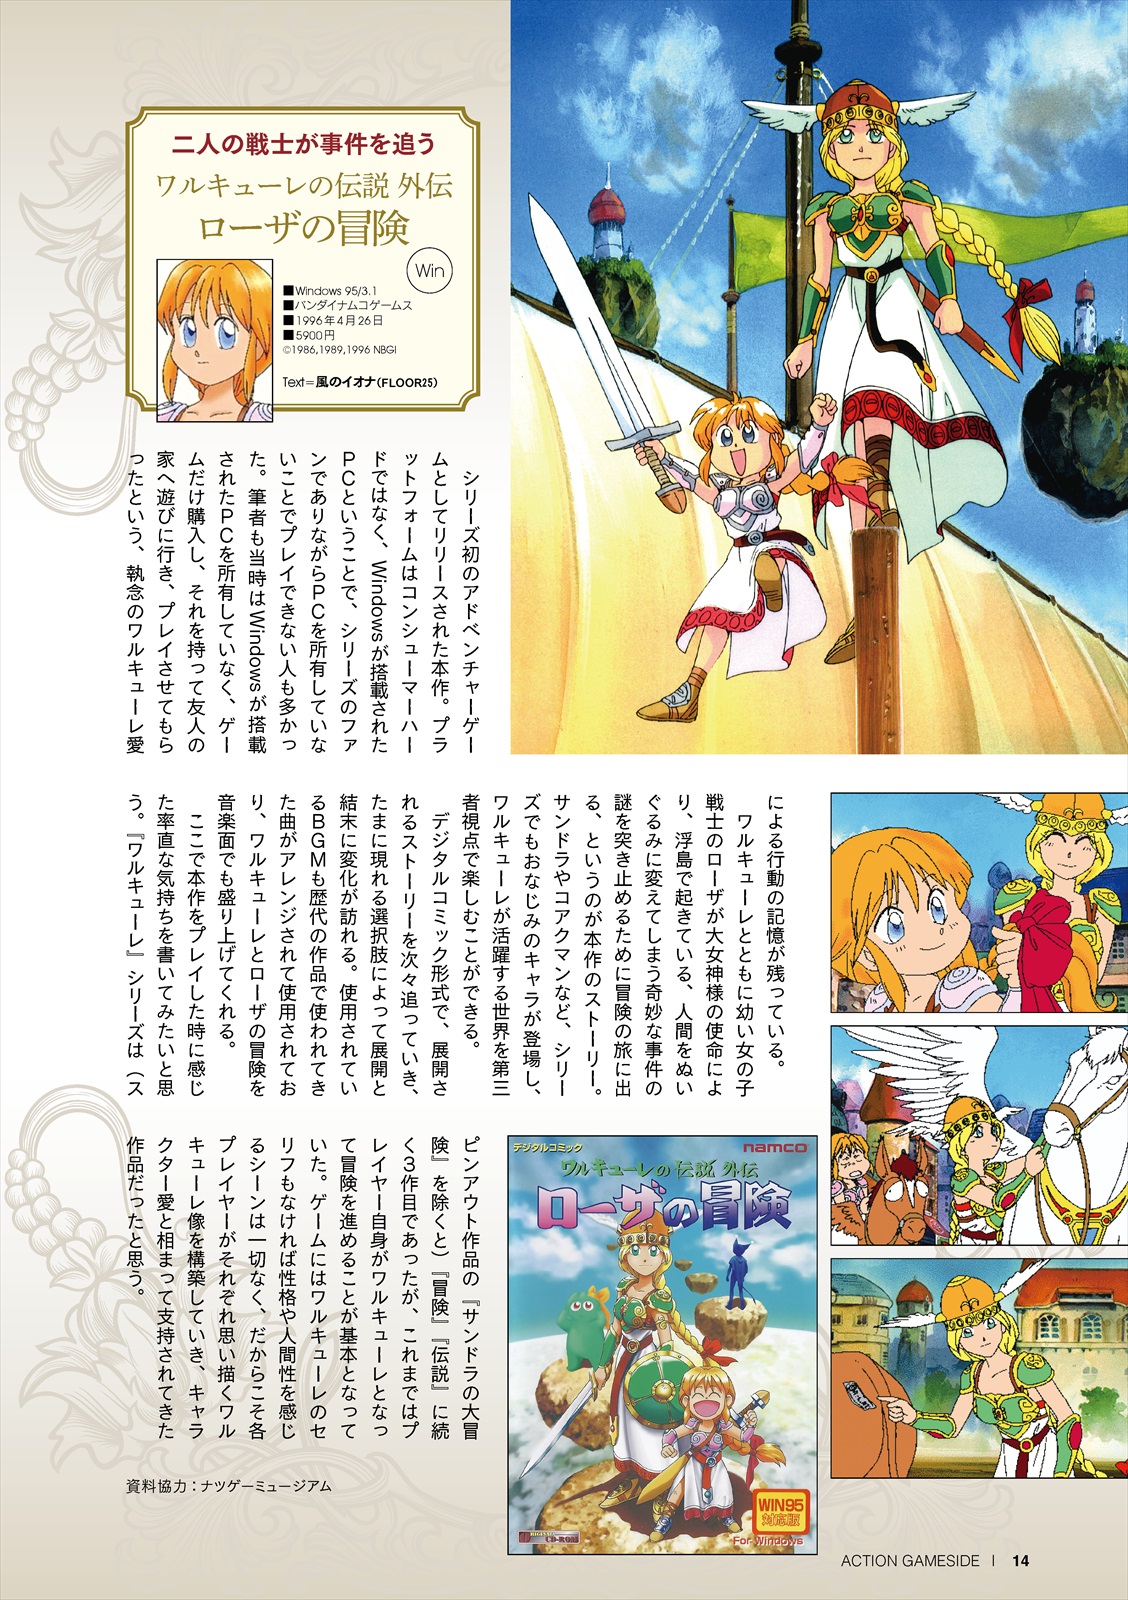 二人の戦士が事件を追う
ワルキューレの伝説 外伝
ローザの冒険
Win
■Windows 95/3.1
■バンダイナムコゲームス
■1996年4月26日
■5900円
©1986,1989,1996 NBGI
Text=風のイオナ(FLOOR25)
シリーズ初のアドベンチャーゲー
ムとしてリリースされた本作。プラ
ットフォームはコンシューマーハー
ドではなく、Windowsが搭載された
PCということで、シリーズのファ
ンでありながらPCを所有していな
いことでプレイできない人も多かっ
た。筆者も当時はWindowsが搭載
されたPCを所有していなく、ゲー
ムだけ購入し、それを持って友人の
家へ遊びに行き、プレイさせてもら
ったという、執念のワルキューレ愛
による行動の記憶が残っている。
ワルキューレとともに幼い女の子
戦士のローザが大女神様の使命によ
り、浮島で起きている、人間をぬい
ぐるみに変えてしまう奇妙な事件の
謎を突き止めるために冒険の旅に出
る、というのが本作のストーリー。
サンドラやコアクマンなど、シリー
ズでもおなじみのキャラが登場し、
ワルキューレが活躍する世界を第三
者視点で楽しむことができる。
デジタルコミック形式で、展開さ
れるストーリーを次々追っていき、
たまに現れる選択肢によって展開と
結末に変化が訪れる。使用されてい
るBGMも歴代の作品で使われてき
た曲がアレンジされて使用されてお
り、ワルキューレとローザの冒険を
音楽面でも盛り上げてくれる。
ここで本作をプレイした時に感じ
た率直な気持ちを書いてみたいと思
う。『ワルキューレ』シリーズは（ス
ピンアウト作品の『サンドラの大冒
険』を除くと）『冒険』『伝説』に続
く3作目であったが、これまではプ
レイヤー自身がワルキューレとなっ
て冒険を進めることが基本となって
いた。ゲームにはワルキューレのセ
リフもなければ性格や人間性を感じ
るシーンは一切なく、だからこそ各
プレイヤーがそれぞれ思い描くワル
キューレ像を構築していき、キャラ
クター愛と相まって支持されてきた
作品だったと思う。
資料協力：ナツゲーミュージアム
デジタルコミック
namco
ワルキューレの伝説 外伝
ローザの冒険
WIN95
対応版
For Windows
CD-ROM
ACTION GAMESIDE | 14